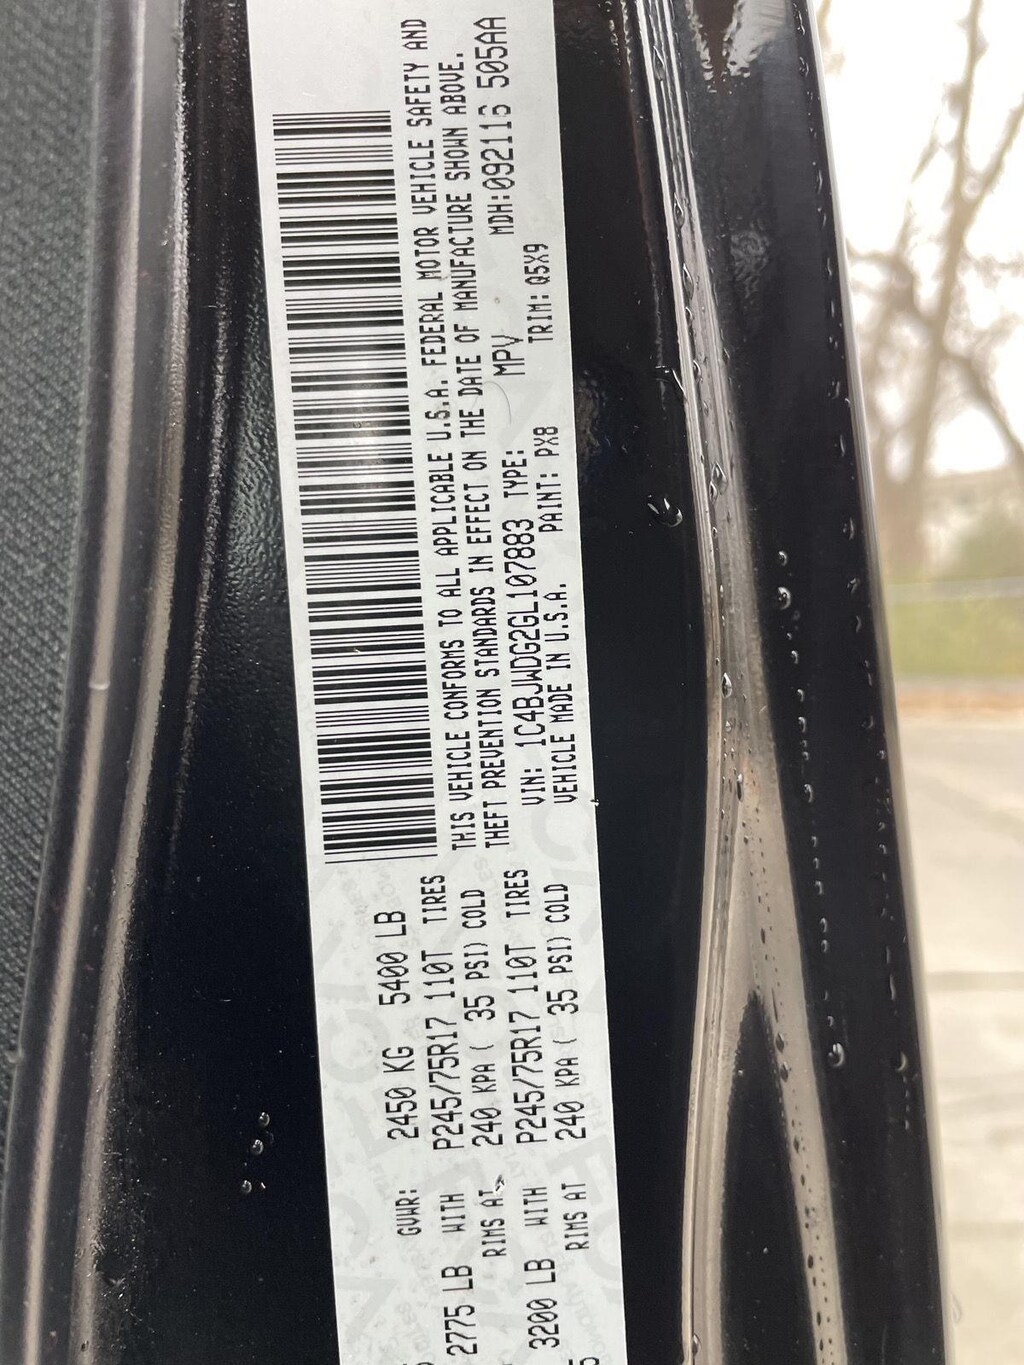 GVWR: 2450 KG 5400 LB
2775 LB WITH P245/75R17 110T TIRES
RIMS AT 240 KPA ( 35 PSI) COLD
3200 LB WITH P245/75R17 110T TIRES
RIMS AT 240 KPA ( 35 PSI) COLD
THIS VEHICLE CONFORMS TO ALL APPLICABLE U.S.A. FEDERAL MOTOR VEHICLE SAFETY AND
THEFT PREVENTION STANDARDS IN EFFECT ON THE DATE OF MANUFACTURE SHOWN ABOVE.
VIN: 1C4BJWDG2GL107883 TYPE: MPV MDH:092113 505AA
VEHICLE MADE IN U.S.A. PAINT: PX8 TRIM: Q5X9